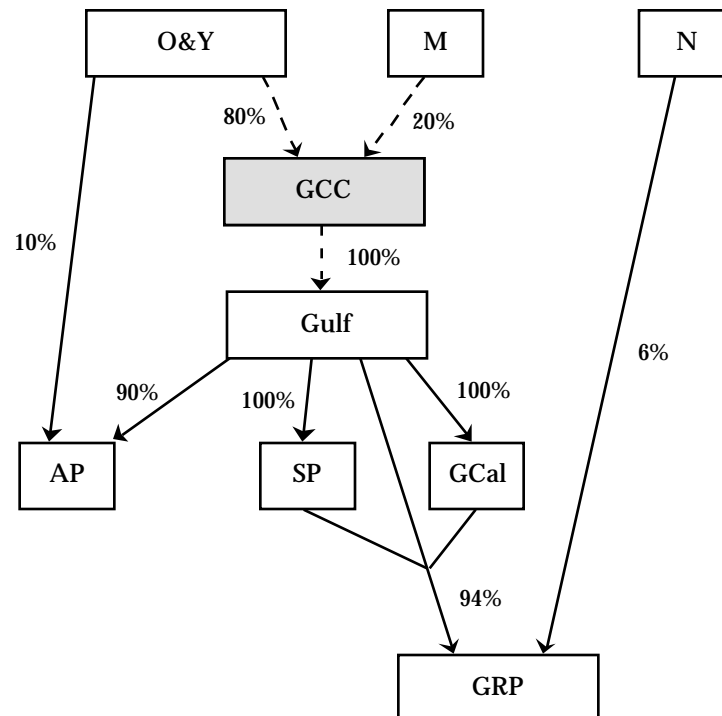 O&Y
M
N
80%
20%
GCC
10%
100%
Gulf
6%
90%
100%
100%
AP
SP
GCal
94%
GRP